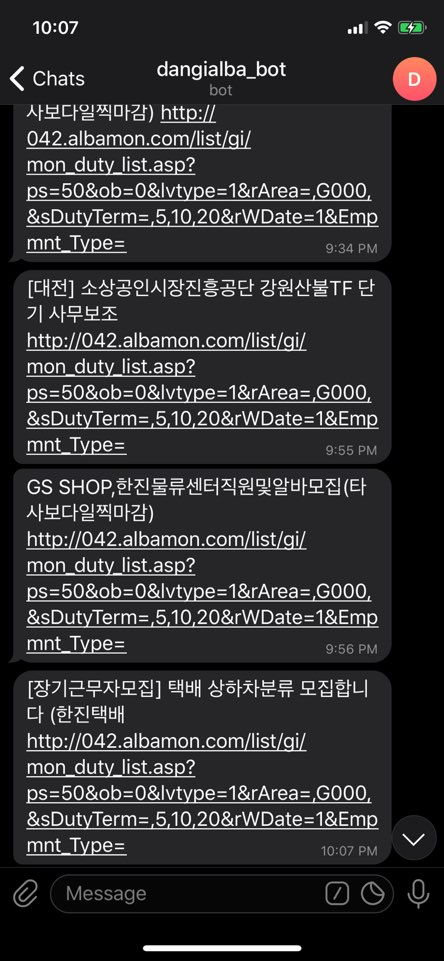 10:07
Chats
dangialba_bot
bot
D
사보다일찍마감) http://
042.albamon.com/list/gi/
mon_duty_list.asp?
ps=50&ob=0&lvtype=1&rArea=,G000,
&sDutyTerm=,5,10,20&rWDate=1&Emp
mnt_Type=
9:34 PM
[대전] 소상공인시장진흥공단 강원산불TF 단
기 사무보조
http://042.albamon.com/list/gi/
mon_duty_list.asp?
ps=50&ob=0&lvtype=1&rArea=,G000,
&sDutyTerm=,5,10,20&rWDate=1&Emp
mnt_Type=
9:55 PM
GS SHOP,한진물류센터직원및알바모집(타
사보다일찍마감)
http://042.albamon.com/list/gi/
mon_duty_list.asp?
ps=50&ob=0&lvtype=1&rArea=,G000,
&sDutyTerm=,5,10,20&rWDate=1&Emp
mnt_Type=
9:56 PM
[장기근무자모집] 택배 상하차분류 모집합니
다 (한진택배
http://042.albamon.com/list/gi/
mon_duty_list.asp?
ps=50&ob=0&lvtype=1&rArea=,G000,
&sDutyTerm=,5,10,20&rWDate=1&Emp
mnt_Type=
10:07 PM
Message